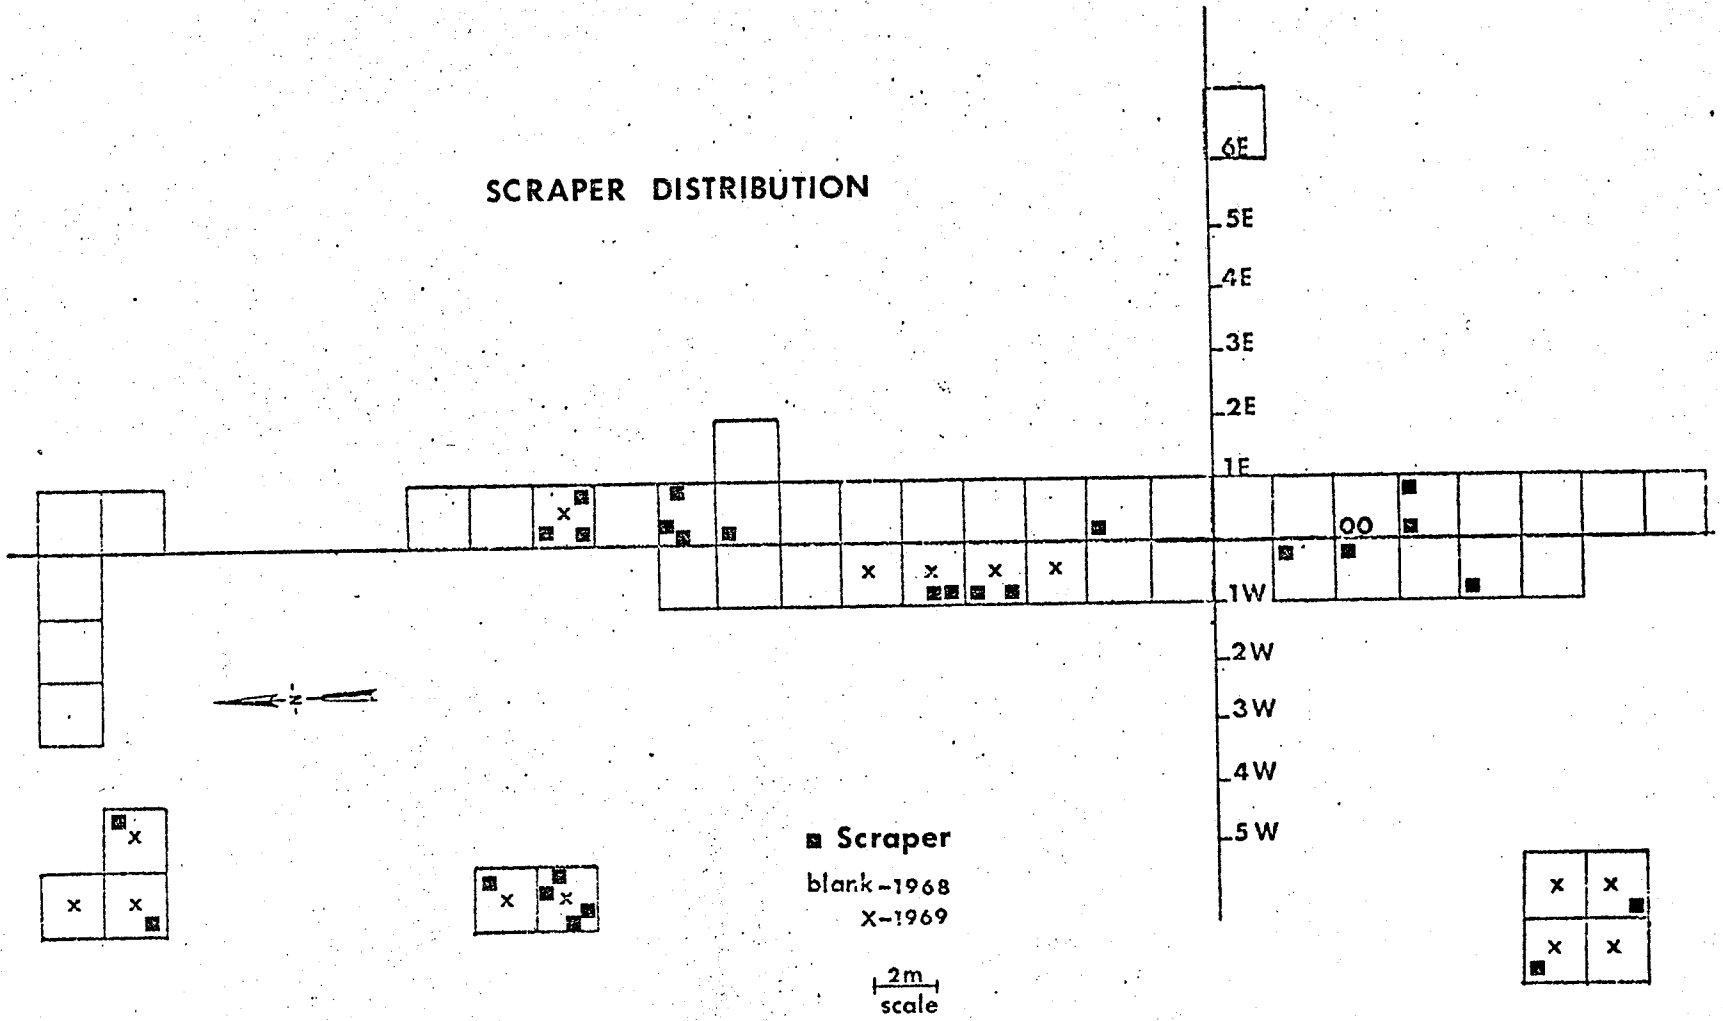 6E
SCRAPER DISTRIBUTION
5E
4E
3E
2E
1E
x
OO
x x x x
1W
2W
N
3W
4W
5W
x
Scraper
x x
x x
blank-1968
x x
x-1969
x x
2m
scale